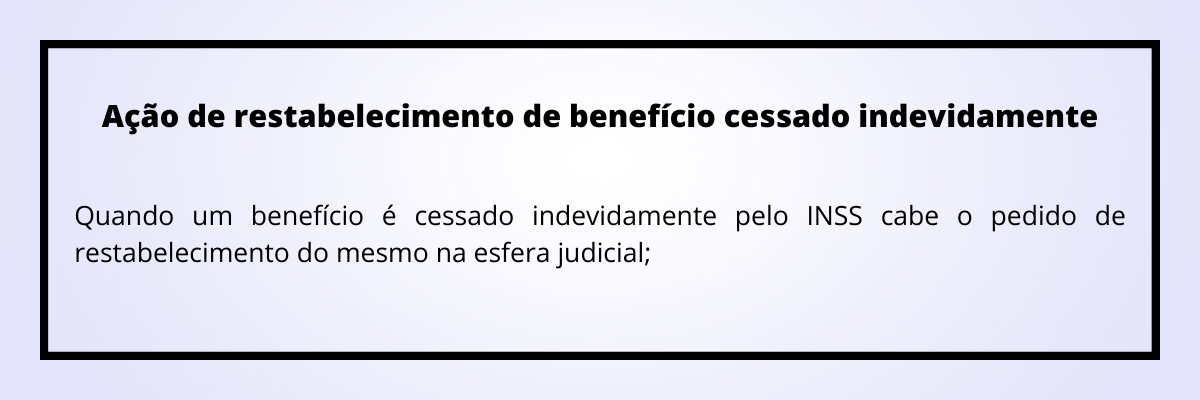 Ação de restabelecimento de benefício cessado indevidamente
Quando um benefício é cessado indevidamente pelo INSS cabe o pedido de
restabelecimento do mesmo na esfera judicial;